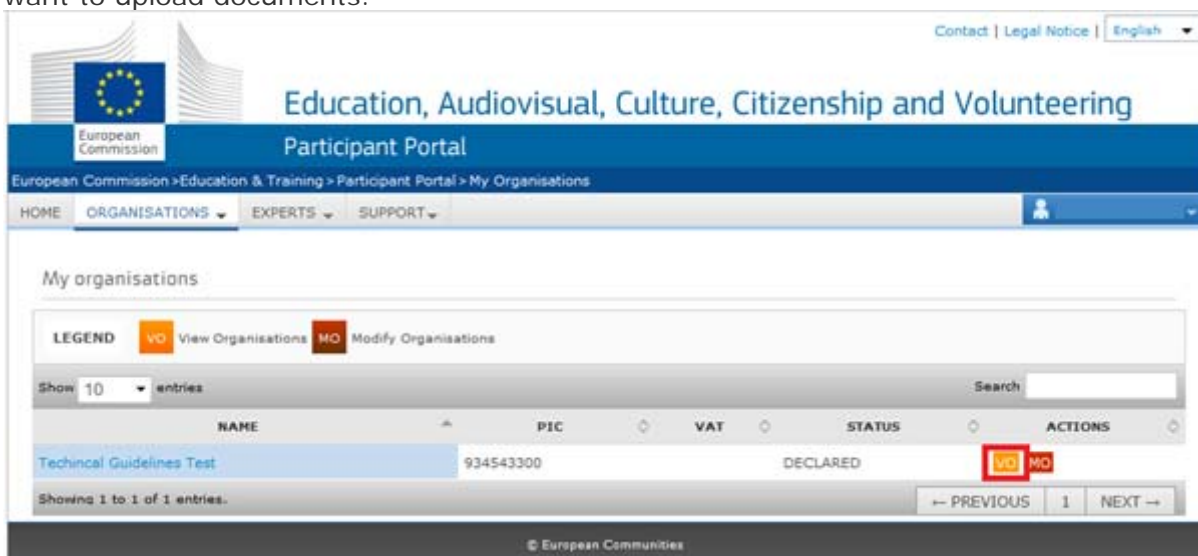 want to upload documents.
Contact | Legal Notice | English
Education, Audiovisual, Culture, Citizenship and Volunteering
European
Commission
Participant Portal
European Commission >Education & Training > Participant Portal > My Organisations
HOME ORGANISATIONS EXPERTS SUPPORT
My organisations
LEGEND VO View Organisations MO Modify Organisations
Show 10 entries Search
NAME PIC VAT STATUS ACTIONS
Techincal Guidelines Test 934543300 DECLARED VO MO
Showing 1 to 1 of 1 entries. ← PREVIOUS 1 NEXT →
© European Communities